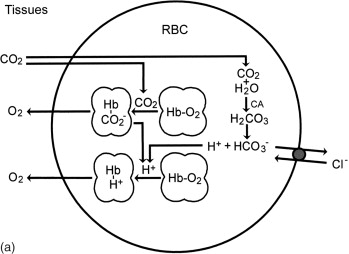 Tissues
RBC
CO2
CO2
+
H2O
CA
H2CO3
H+ + HCO3-
Cl-
CO2
Hb
CO2-
Hb-O2
O2
Hb
H+
H+
Hb-O2
O2
(a)